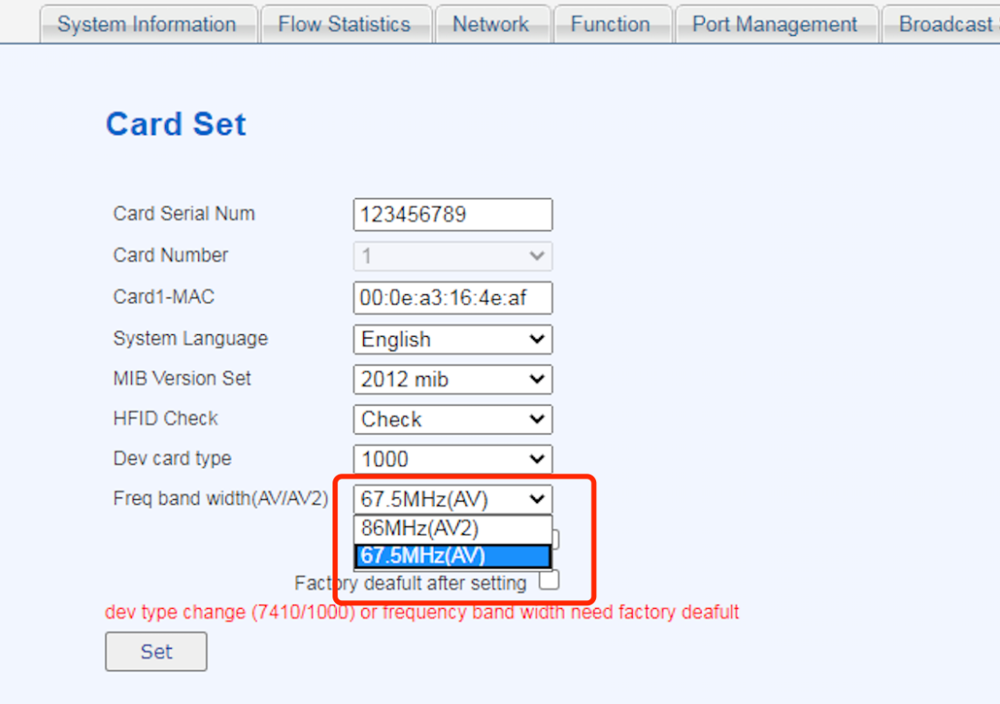 System Information Flow Statistics Network Function Port Management Broadcast
Card Set
Card Serial Num 123456789
Card Number 1
Card1-MAC 00:0e:a3:16:4e:af
System Language English
MIB Version Set 2012 mib
HFID Check Check
Dev card type 1000
Freq band width(AV/AV2) 67.5MHz(AV)
86MHz(AV2)
67.5MHz(AV)
Factory deafult after setting
dev type change (7410/1000) or frequency band width need factory deafult
Set